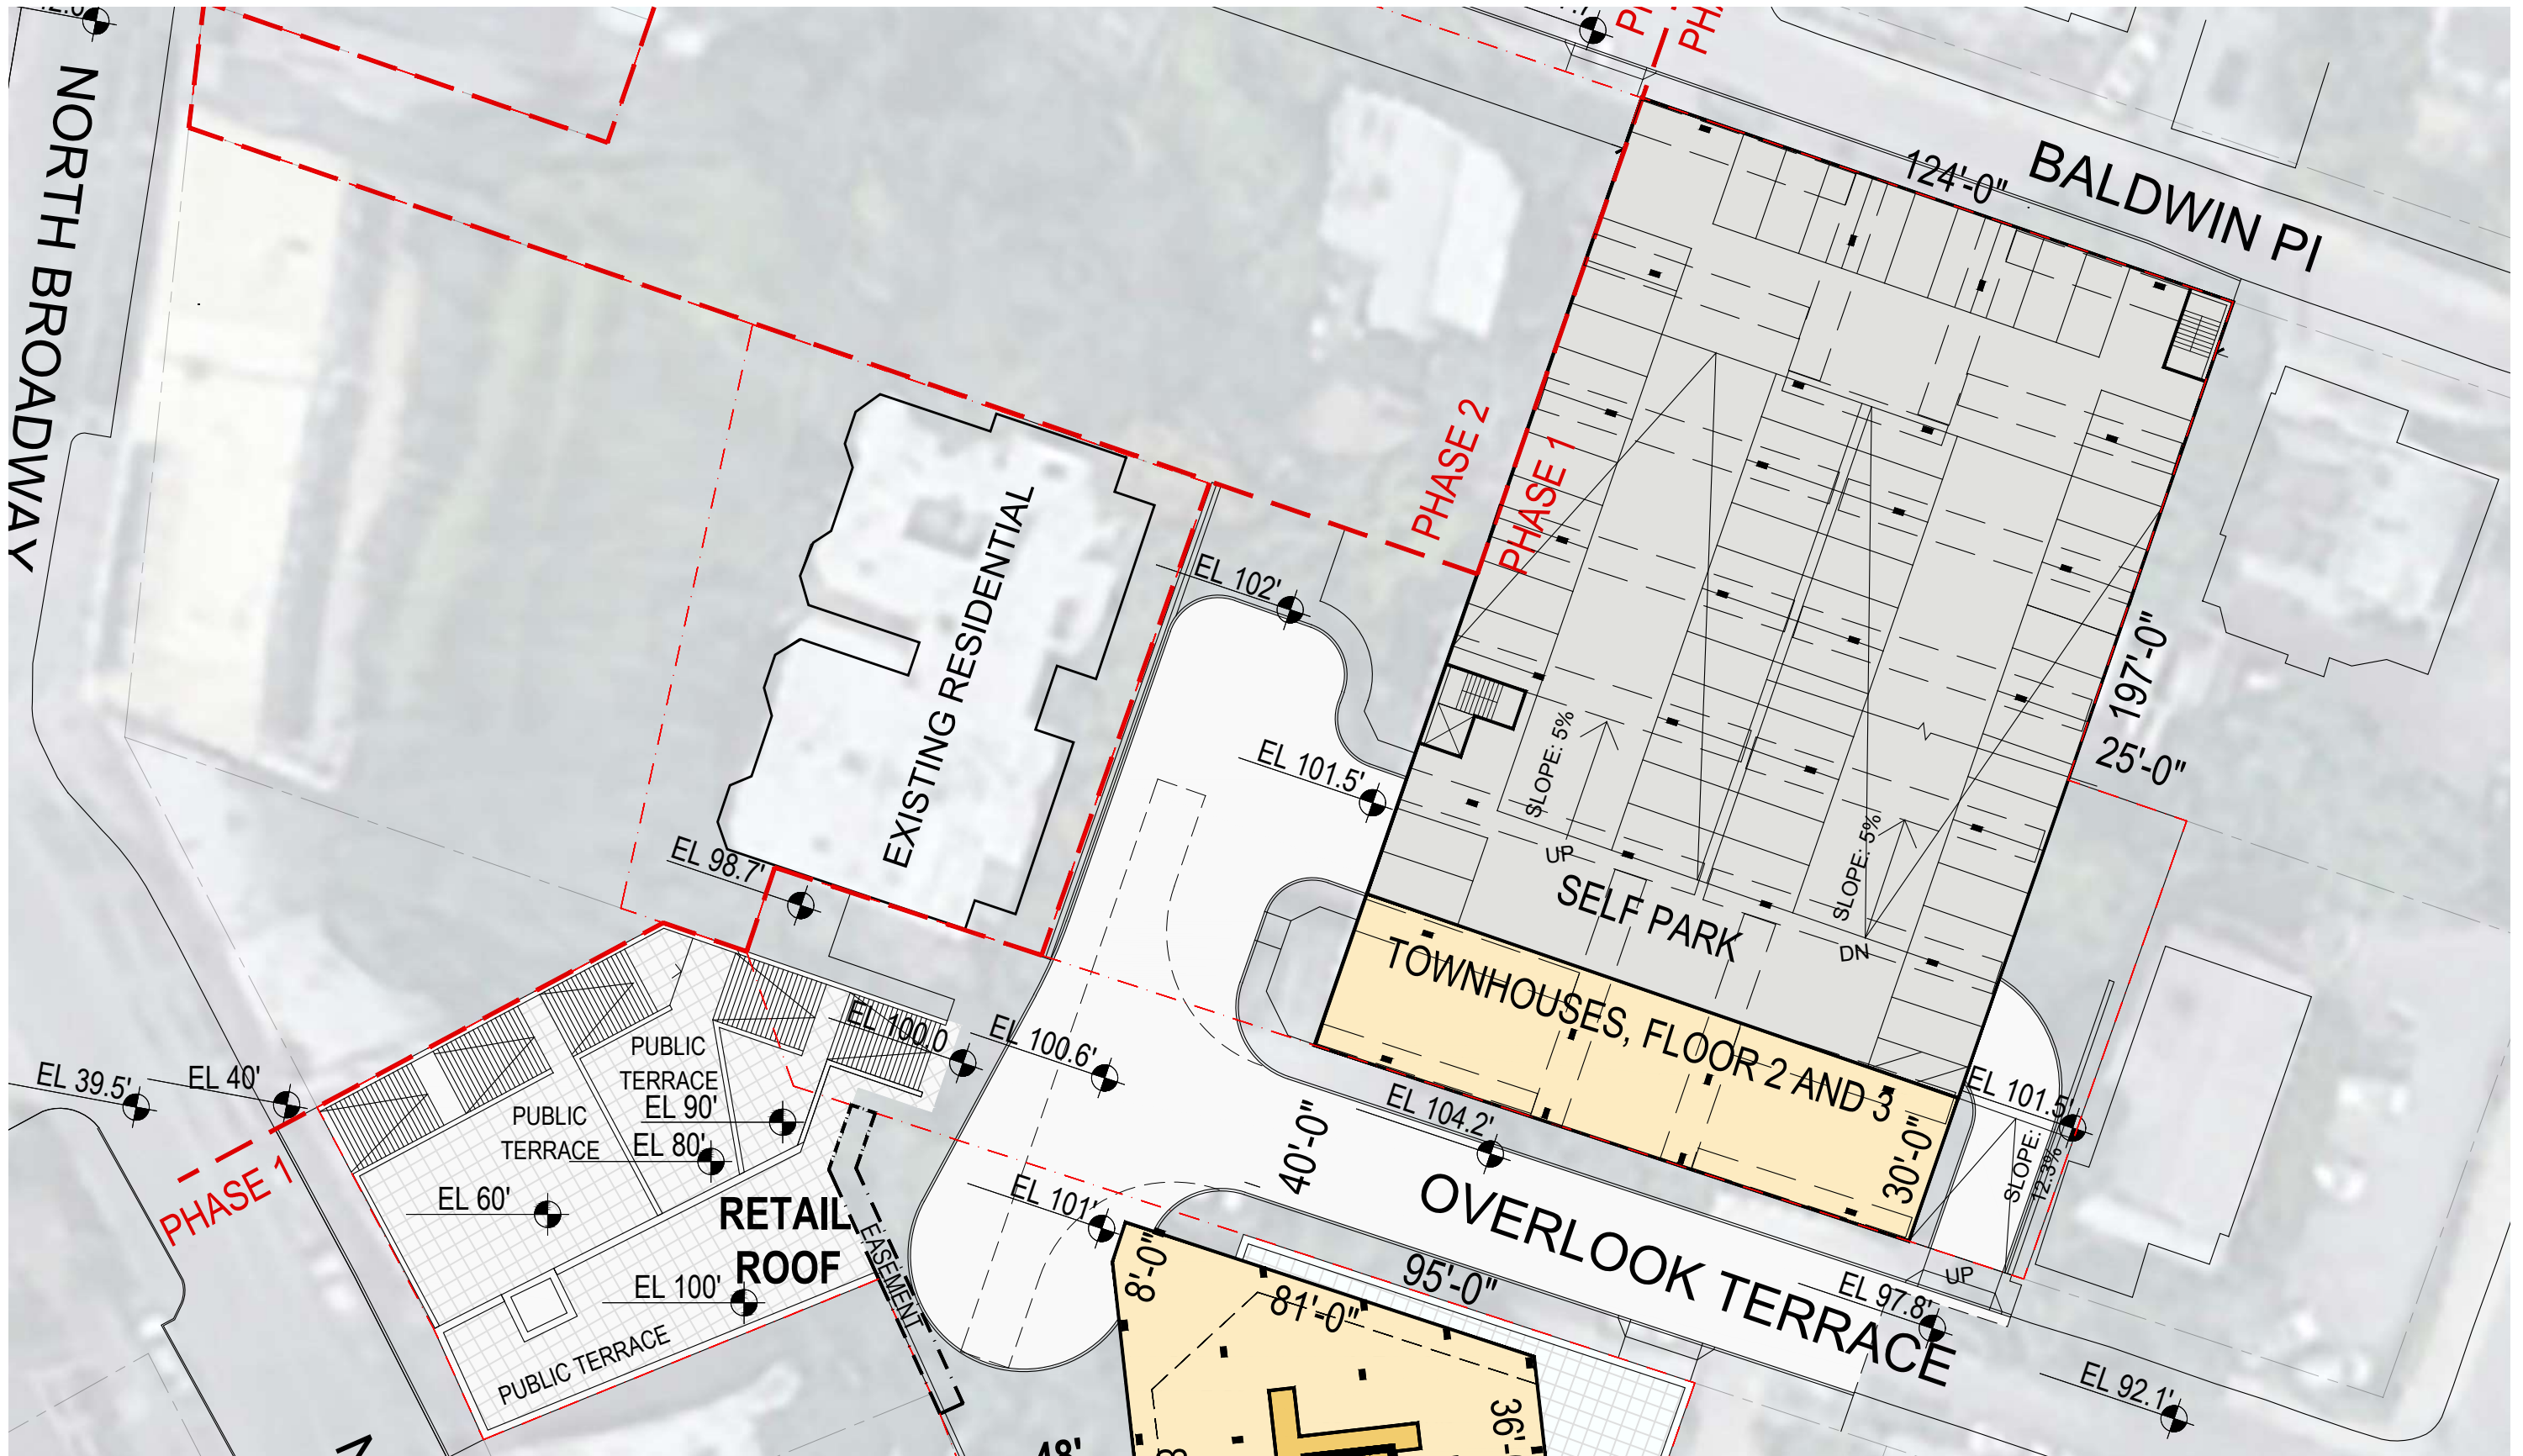 NORTH BROADWAY
BALDWIN Pl
124'-0"
PHASE 2
PHASE 1
EXISTING RESIDENTIAL
EL 102'
EL 101.5'
197'-0"
25'-0"
SLOPE: 5%
UP
SLOPE: 5%
DN
SELF PARK
TOWNHOUSES, FLOOR 2 AND 3
EL 98.7'
EL 100.0
EL 100.6'
EL 104.2'
30'-0"
EL 101.5'
SLOPE:
12.3%
UP
40'-0"
OVERLOOK TERRACE
EL 97.8'
EL 92.1'
EL 39.5'
EL 40'
PHASE 1
PUBLIC
TERRACE
EL 90'
PUBLIC
TERRACE
EL 80'
EL 60'
RETAIL
ROOF
EL 100'
PUBLIC TERRACE
EASEMENT
EL 101'
8'-0"
81'-0"
95'-0"
48'